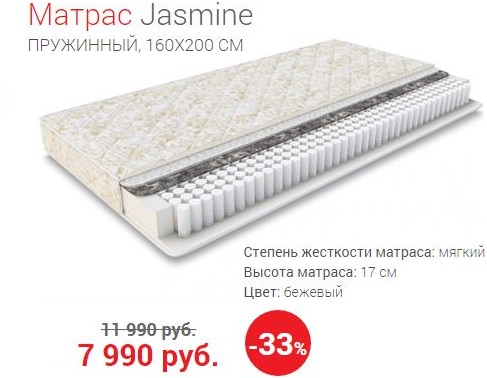 Матрас Jasmine
ПРУЖИННЫЙ, 160X200 СМ
Степень жесткости матраса: мягкий
Высота матраса: 17 см
Цвет: бежевый
11 990 руб.
7 990 руб.
-33%